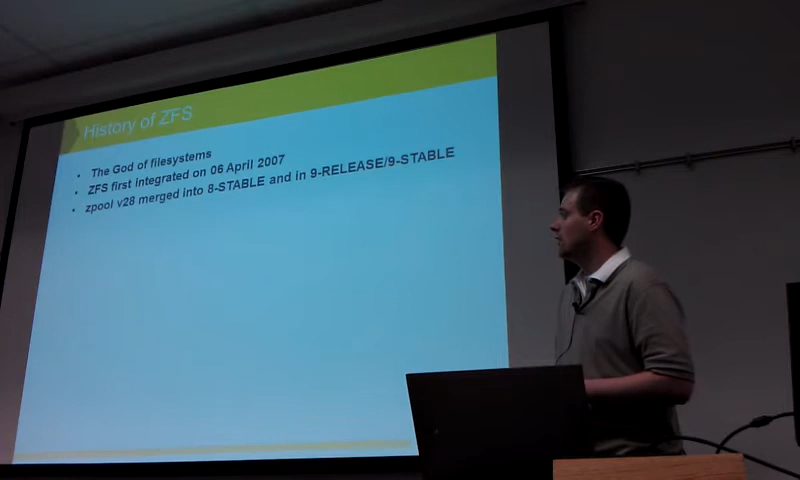 History of ZFS
The God of filesystems
ZFS first Integrated on 06 April 2007
zpool v28 merged into 8-STABLE and in 9-RELEASE/9-STABLE